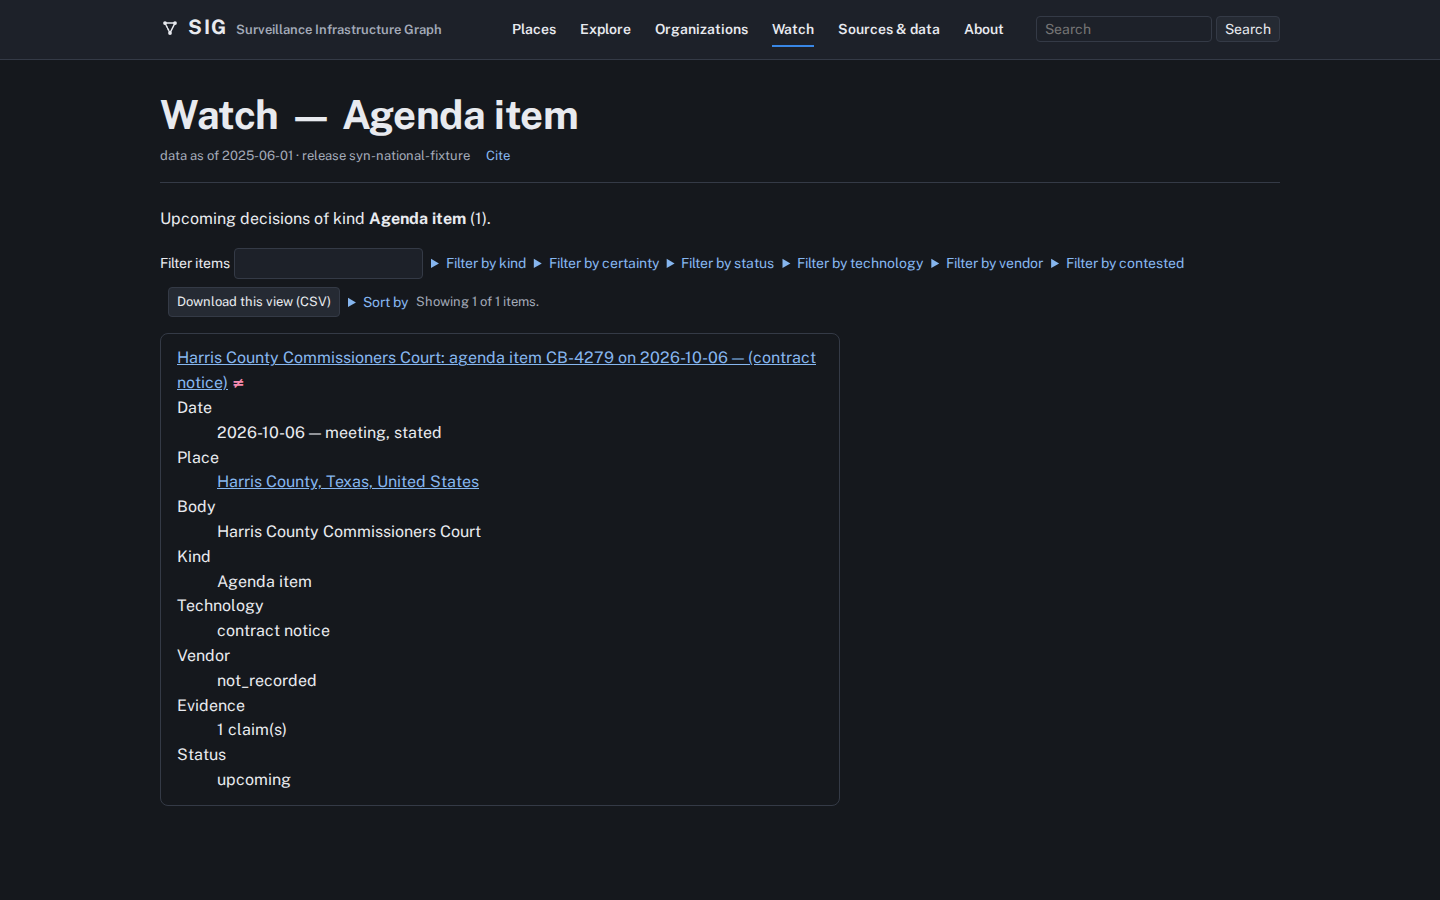 SIG Surveillance Infrastructure Graph Places Explore Organizations Watch Sources & data About Search Search
Watch — Agenda item
data as of 2025-06-01 · release syn-national-fixture Cite
Upcoming decisions of kind Agenda item (1).
Filter items ▶ Filter by kind ▶ Filter by certainty ▶ Filter by status ▶ Filter by technology ▶ Filter by vendor ▶ Filter by contested
Download this view (CSV) ▶ Sort by Showing 1 of 1 items.
Harris County Commissioners Court: agenda item CB-4279 on 2026-10-06 — (contract
notice) ≠
Date
2026-10-06 — meeting, stated
Place
Harris County, Texas, United States
Body
Harris County Commissioners Court
Kind
Agenda item
Technology
contract notice
Vendor
not_recorded
Evidence
1 claim(s)
Status
upcoming